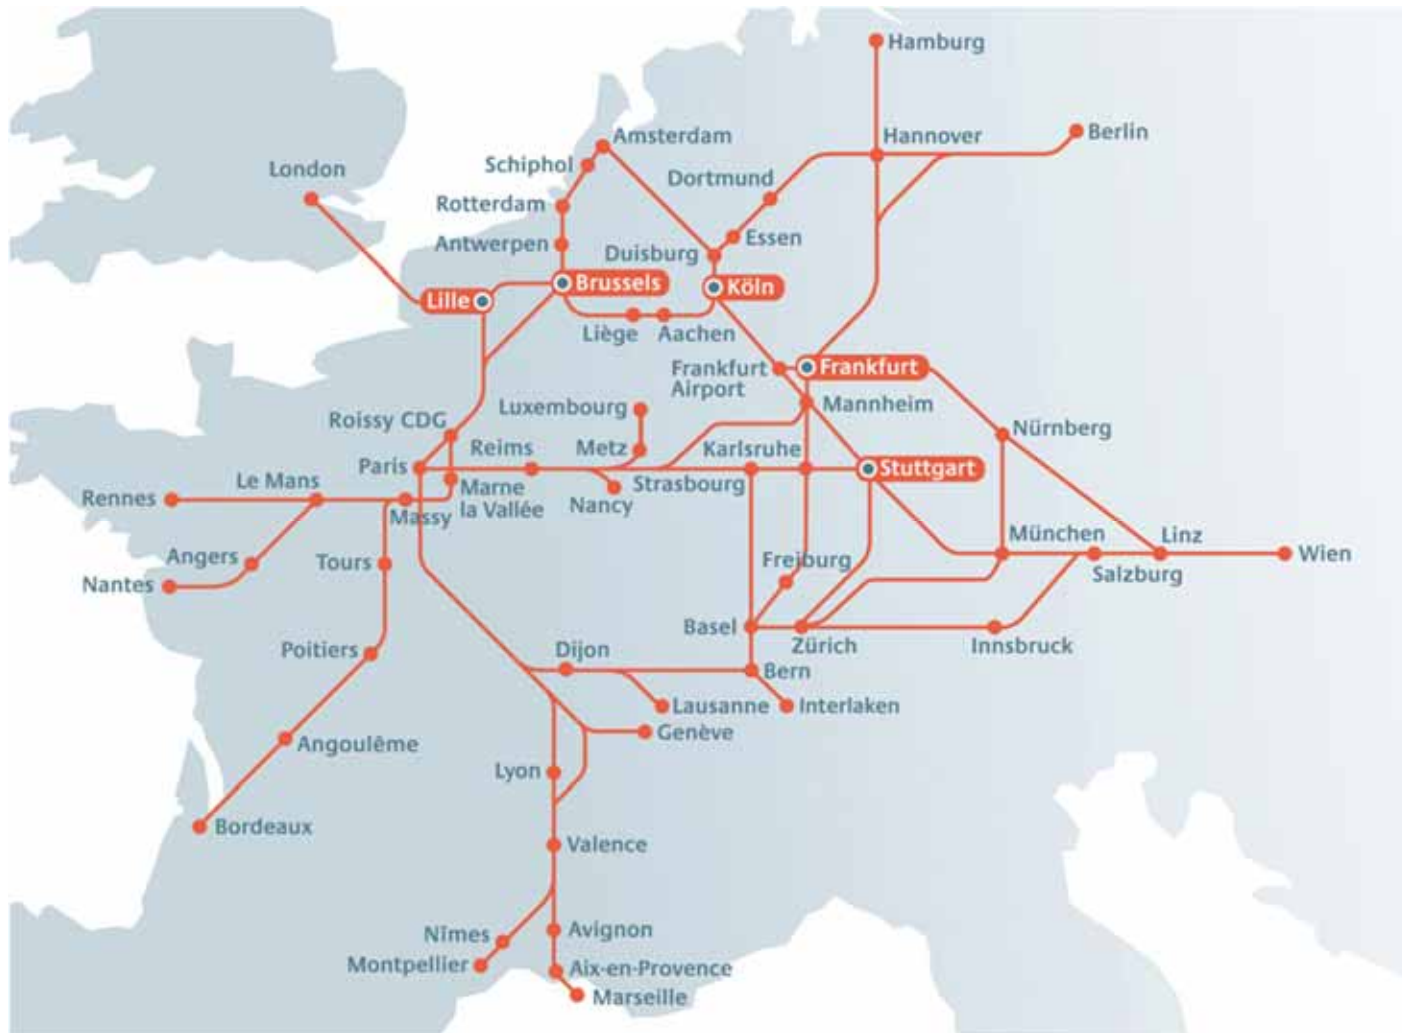 Hamburg
Hannover
Berlin
Amsterdam
London
Schiphol
Dortmund
Rotterdam
Antwerpen
Essen
Duisburg
Lille
Brussels
Köln
Liège
Aachen
Frankfurt
Airport
Frankfurt
Luxembourg
Mannheim
Roissy CDG
Reims
Metz
Karlsruhe
Nürnberg
Paris
Stuttgart
Le Mans
Rennes
Marne
la Vallée
Nancy
Strasbourg
Massy
München
Linz
Angers
Tours
Freiburg
Wien
Nantes
Salzburg
Basel
Zürich
Innsbruck
Poitiers
Dijon
Bern
Lausanne
Interlaken
Genève
Angoulême
Lyon
Bordeaux
Valence
Nîmes
Avignon
Montpellier
Aix-en-Provence
Marseille